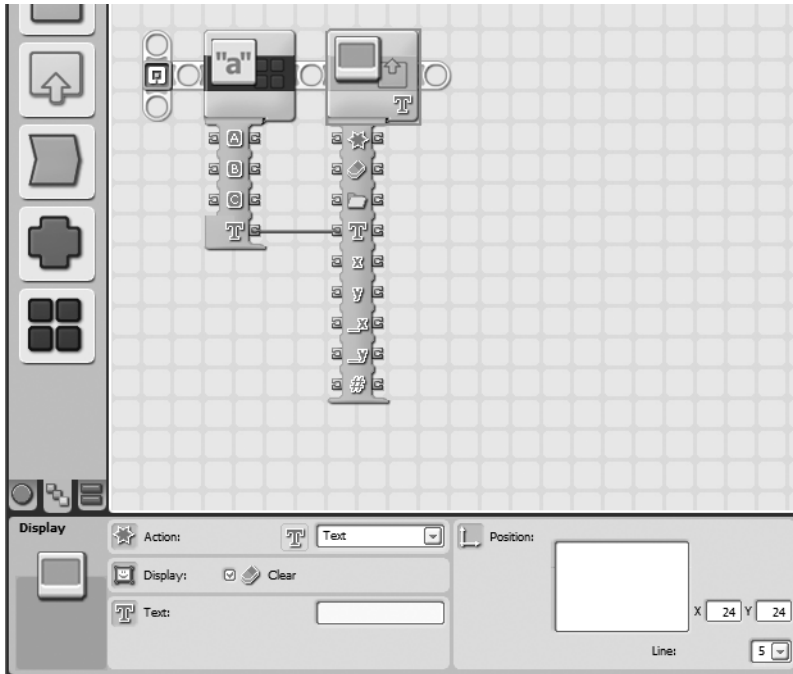 "a"
T
A
B
C
T
T
x
y
_x
_y
#
Display
Action:
T
Text
Position:
Display:
Clear
T
Text:
X 24 Y 24
Line: 5